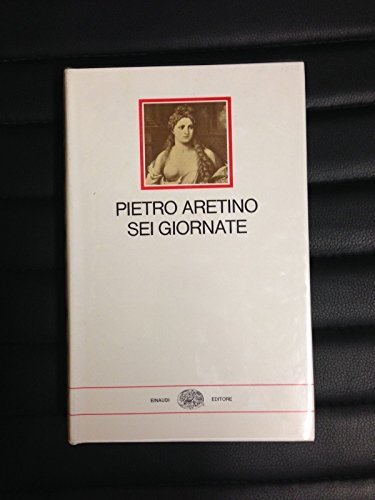 PIETRO ARETINO
SEI GIORNATE
EINAUDI EDITORE